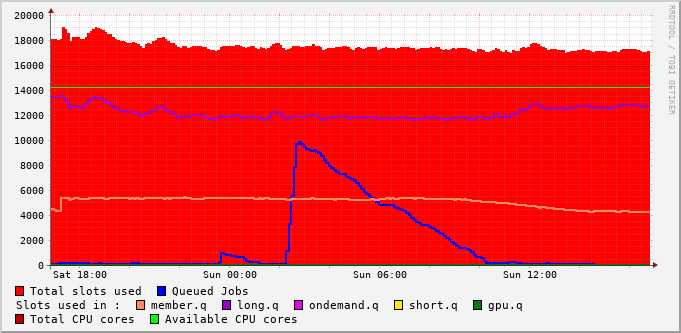 20000
18000
16000
14000
12000
10000
8000
6000
4000
2000
0
Sat 18:00 Sun 00:00 Sun 06:00 Sun 12:00
RRDTOOL / TOBI OETIKER
Total slots used Queued Jobs
Slots used in : member.q long.q ondemand.q short.q gpu.q
Total CPU cores Available CPU cores